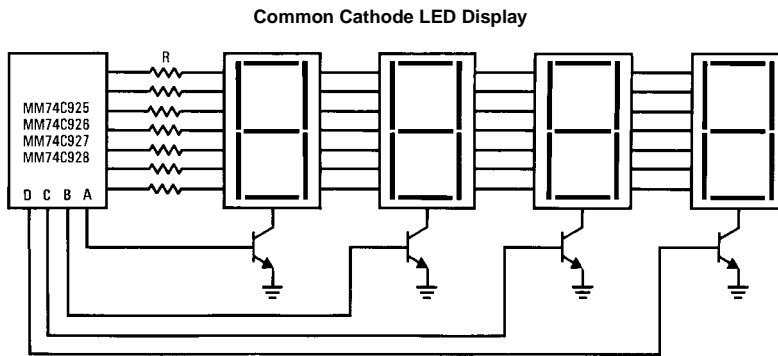 Common Cathode LED Display
R
MM74C925
MM74C926
MM74C927
MM74C928
D C B A